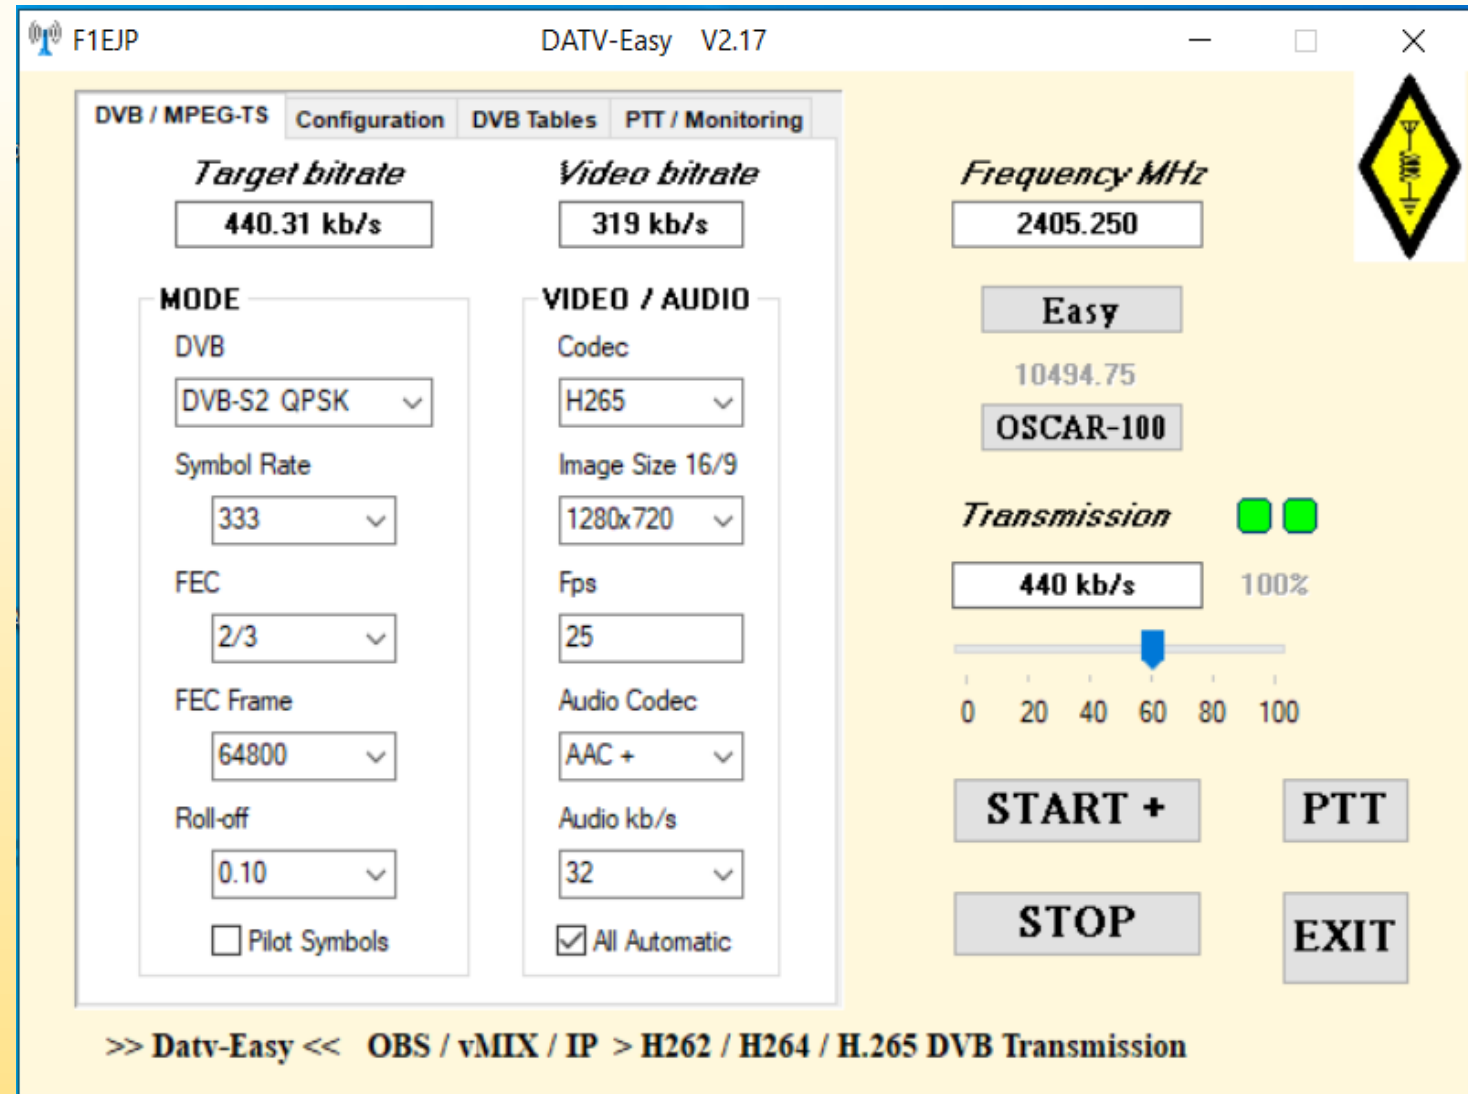 F1EJP DATV-Easy V2.17
DVB / MPEG-TS Configuration DVB Tables PTT / Monitoring
Target bitrate
440.31 kb/s
Video bitrate
319 kb/s
MODE
DVB
DVB-S2 QPSK
Symbol Rate
333
FEC
2/3
FEC Frame
64800
Roll-off
0.10
Pilot Symbols
VIDEO / AUDIO
Codec
H265
Image Size 16/9
1280x720
Fps
25
Audio Codec
AAC +
Audio kb/s
32
All Automatic
Frequency MHz
2405.250
Easy
10494.75
OSCAR-100
Transmission
440 kb/s 100%
0 20 40 60 80 100
START + PTT
STOP EXIT
>> Datv-Easy << OBS / vMIX / IP > H262 / H264 / H.265 DVB Transmission